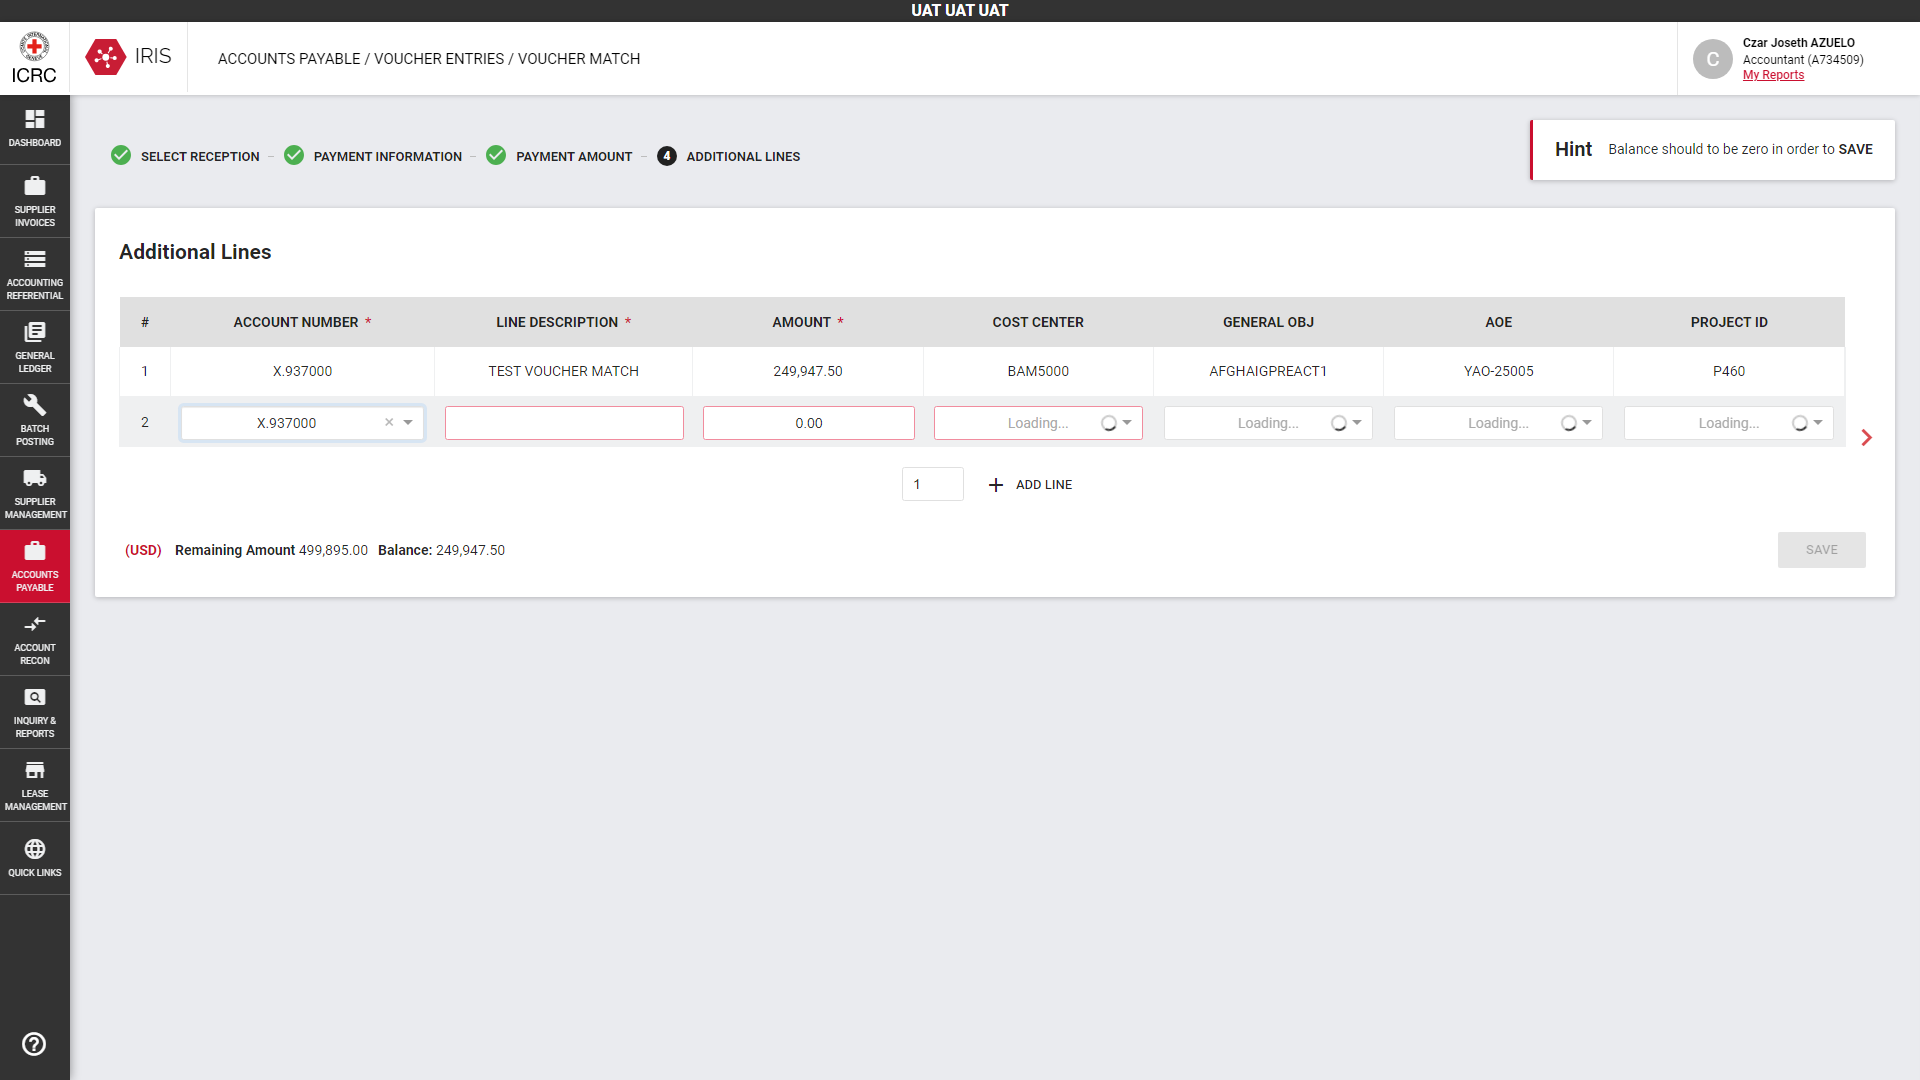 UAT UAT UAT
ICRC
IRIS
ACCOUNTS PAYABLE / VOUCHER ENTRIES / VOUCHER MATCH
C
Czar Joseth AZUELO
Accountant (A734509)
My Reports
DASHBOARD
SUPPLIER
INVOICES
ACCOUNTING
REFERENTIAL
GENERAL
LEDGER
BATCH
POSTING
SUPPLIER
MANAGEMENT
ACCOUNTS
PAYABLE
ACCOUNT
RECON
INQUIRY &
REPORTS
LEASE
MANAGEMENT
QUICK LINKS
SELECT RECEPTION – PAYMENT INFORMATION – PAYMENT AMOUNT – 4 ADDITIONAL LINES
Hint Balance should to be zero in order to SAVE
Additional Lines
# ACCOUNT NUMBER * LINE DESCRIPTION * AMOUNT * COST CENTER GENERAL OBJ AOE PROJECT ID
1 X.937000 TEST VOUCHER MATCH 249,947.50 BAM5000 AFGHAIGPREACT1 YAO-25005 P460
2 X.937000 × 0.00 Loading... Loading... Loading... Loading...
1 + ADD LINE
(USD) Remaining Amount 499,895.00 Balance: 249,947.50
SAVE